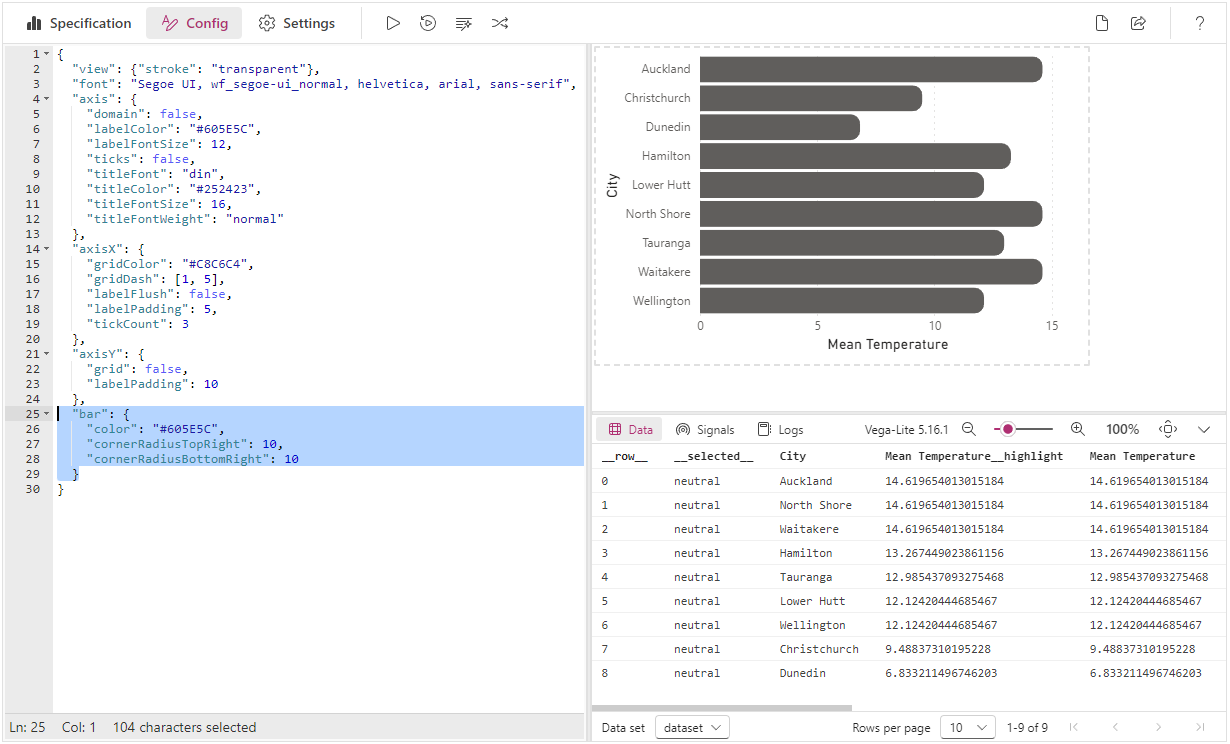 Specification Config Settings ?
1 {
2   "view": {"stroke": "transparent"},
3   "font": "Segoe UI, wf_segoe-ui_normal, helvetica, arial, sans-serif",
4   "axis": {
5     "domain": false,
6     "labelColor": "#605E5C",
7     "labelFontSize": 12,
8     "ticks": false,
9     "titleFont": "din",
10     "titleColor": "#252423",
11     "titleFontSize": 16,
12     "titleFontWeight": "normal"
13   },
14   "axisX": {
15     "gridColor": "#C8C6C4",
16     "gridDash": [1, 5],
17     "labelFlush": false,
18     "labelPadding": 5,
19     "tickCount": 3
20   },
21   "axisY": {
22     "grid": false,
23     "labelPadding": 10
24   },
25   "bar": {
26     "color": "#605E5C",
27     "cornerRadiusTopRight": 10,
28     "cornerRadiusBottomRight": 10
29   }
30 }
Ln: 25 Col: 1 104 characters selected
City
Auckland
Christchurch
Dunedin
Hamilton
Lower Hutt
North Shore
Tauranga
Waitakere
Wellington
0 5 10 15
Mean Temperature
Data Signals Logs Vega-Lite 5.16.1 100%
__row__ __selected__ City Mean Temperature__highlight Mean Temperature
0 neutral Auckland 14.619654013015184 14.619654013015184
1 neutral North Shore 14.619654013015184 14.619654013015184
2 neutral Waitakere 14.619654013015184 14.619654013015184
3 neutral Hamilton 13.267449023861156 13.267449023861156
4 neutral Tauranga 12.985437093275468 12.985437093275468
5 neutral Lower Hutt 12.12420444685467 12.12420444685467
6 neutral Wellington 12.12420444685467 12.12420444685467
7 neutral Christchurch 9.48837310195228 9.48837310195228
8 neutral Dunedin 6.833211496746203 6.833211496746203
Data set dataset Rows per page 10 1-9 of 9